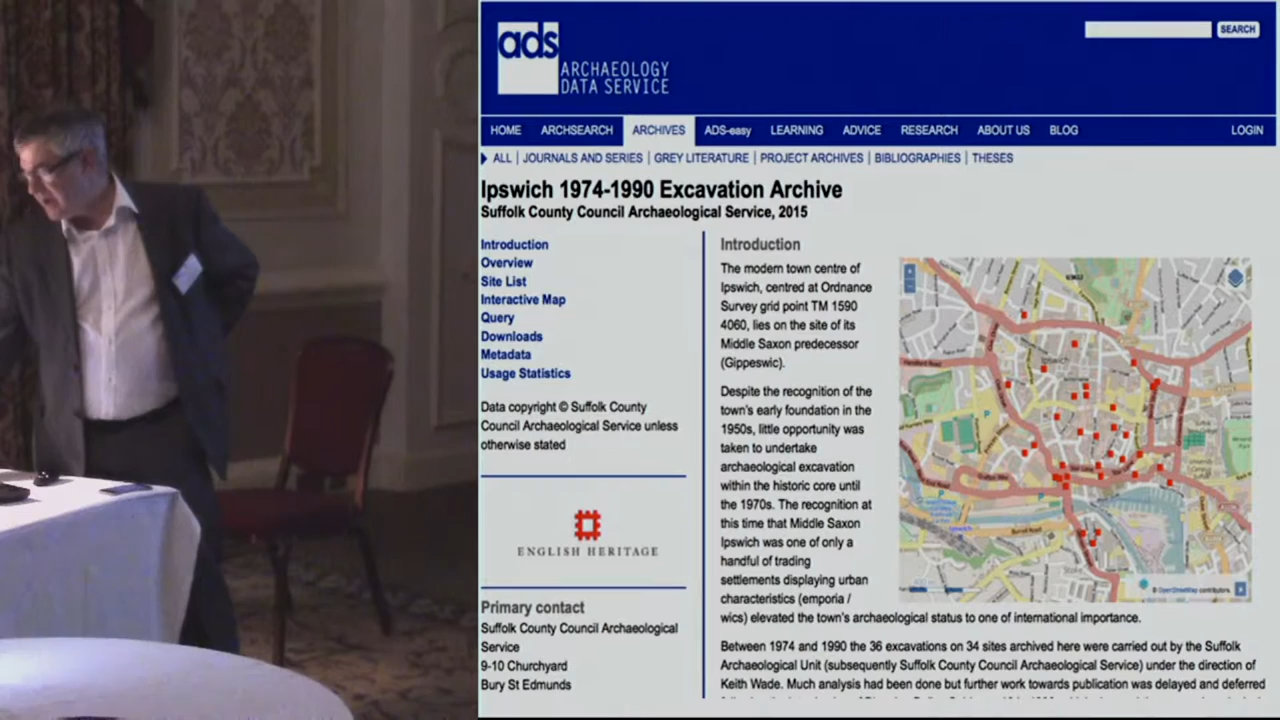 ads
ARCHAEOLOGY
DATA SERVICE
SEARCH
HOME ARCHSEARCH ARCHIVES ADS-easy LEARNING ADVICE RESEARCH ABOUT US BLOG LOGIN
ALL | JOURNALS AND SERIES | GREY LITERATURE | PROJECT ARCHIVES | BIBLIOGRAPHIES | THESES
Ipswich 1974-1990 Excavation Archive
Suffolk County Council Archaeological Service, 2015
Introduction
Overview
Site List
Interactive Map
Query
Downloads
Metadata
Usage Statistics
Data copyright © Suffolk County
Council Archaeological Service unless
otherwise stated
ENGLISH HERITAGE
Primary contact
Suffolk County Council Archaeological
Service
9-10 Churchyard
Bury St Edmunds
Introduction
The modern town centre of
Ipswich, centred at Ordnance
Survey grid point TM 1590
4060, lies on the site of its
Middle Saxon predecessor
(Gippeswic).
Despite the recognition of the
town's early foundation in the
1950s, little opportunity was
taken to undertake
archaeological excavation
within the historic core until
the 1970s. The recognition at
this time that Middle Saxon
Ipswich was one of only a
handful of trading
settlements displaying urban
characteristics (emporia /
wics) elevated the town's archaeological status to one of international importance.
Between 1974 and 1990 the 36 excavations on 34 sites archived here were carried out by the Suffolk
Archaeological Unit (subsequently Suffolk County Council Archaeological Service) under the direction of
Keith Wade. Much analysis had been done but further work towards publication was delayed and deferred
Ipswich
© OpenStreetMap contributors.